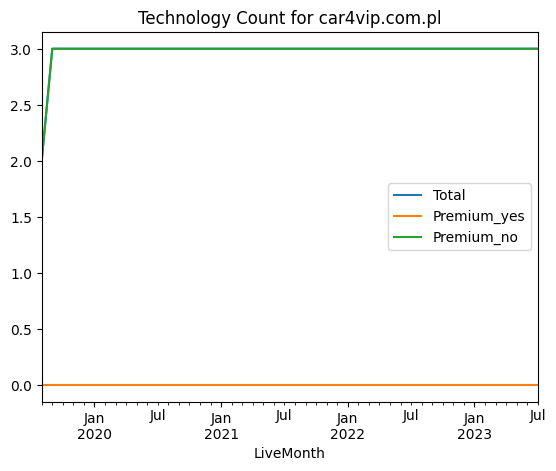 Technology Count for car4vip.com.pl
3.0
2.5
2.0
1.5
1.0
0.5
0.0
Total
Premium_yes
Premium_no
Jan
2020
Jul
Jan
2021
Jul
Jan
2022
Jul
Jan
2023
Jul
LiveMonth